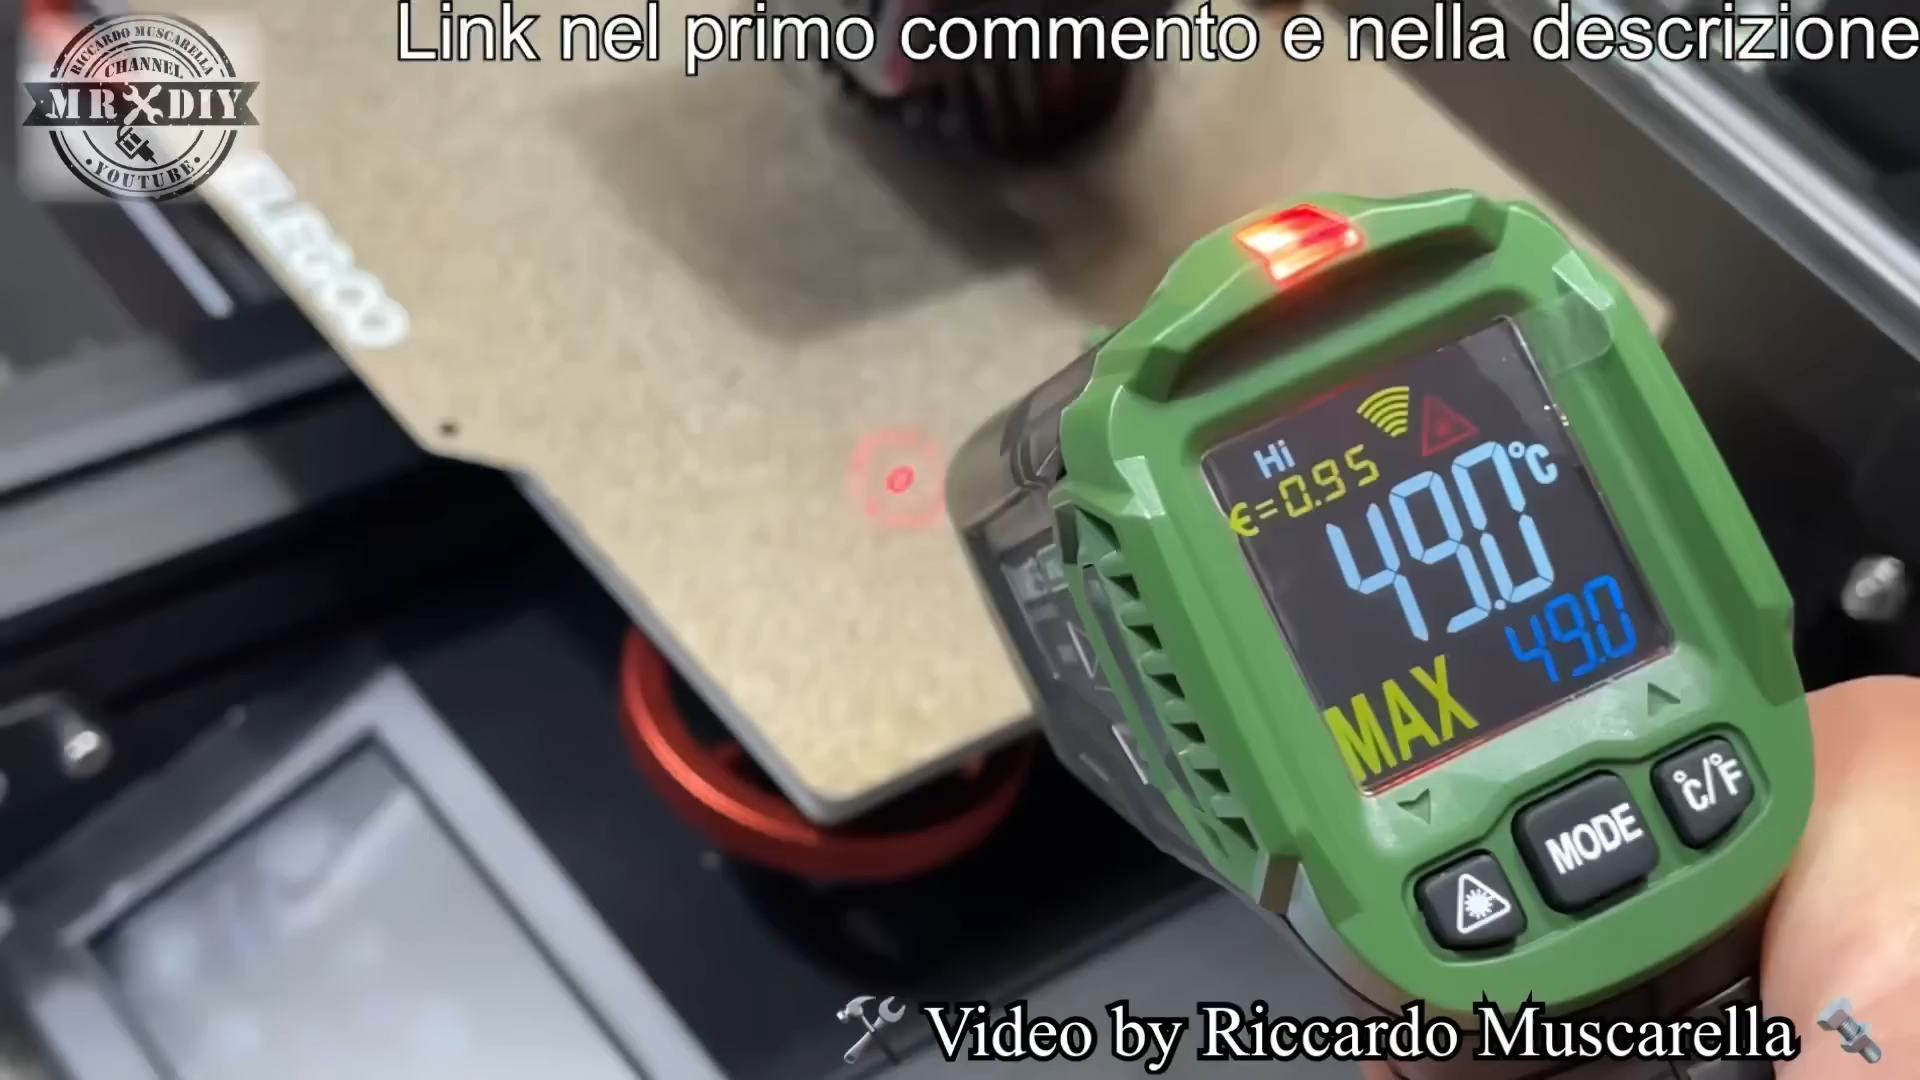 Link nel primo commento e nella descrizione
RICCARDO MUSCARELLA
CHANNEL
MR DIY
YOUTUBE
ELEGOO
Hi
€=0.95
49.0°C
49.0
MAX
MODE
°C/°F
Video by Riccardo Muscarella